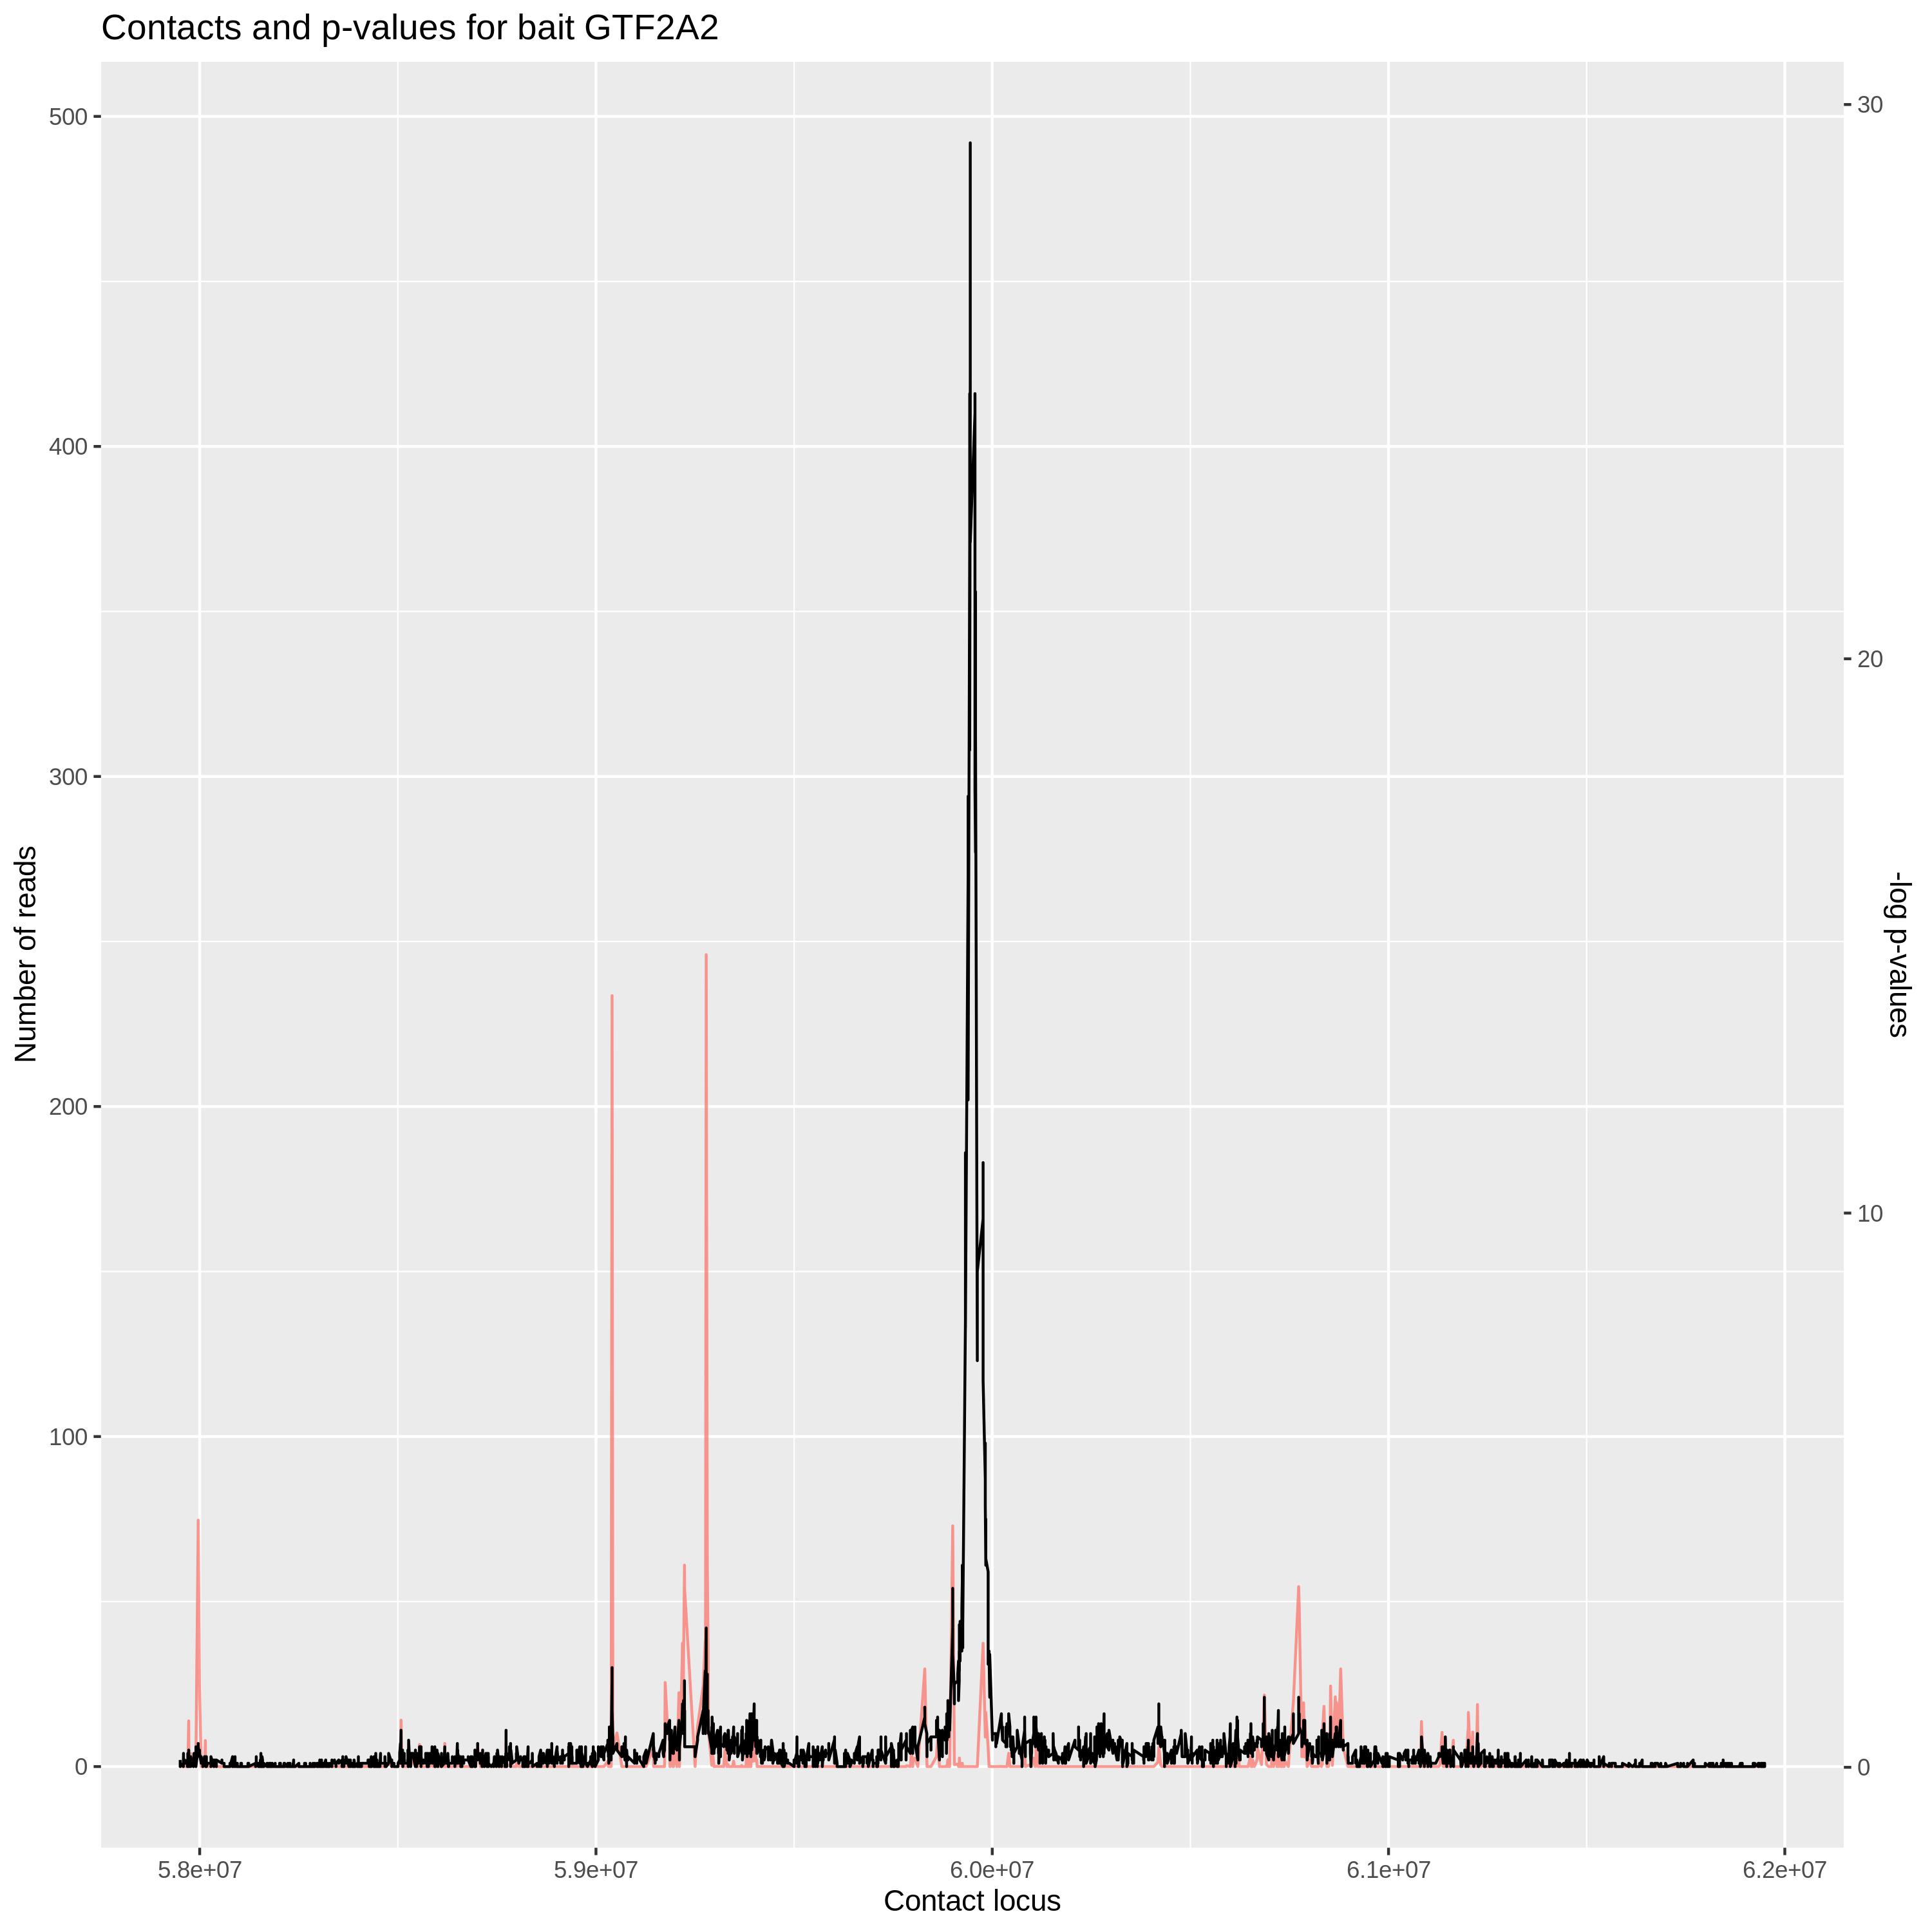 Contacts and p-values for bait GTF2A2
500
400
300
200
100
0
30
20
10
0
Number of reads
-log p-values
5.8e+07
5.9e+07
6.0e+07
6.1e+07
6.2e+07
Contact locus